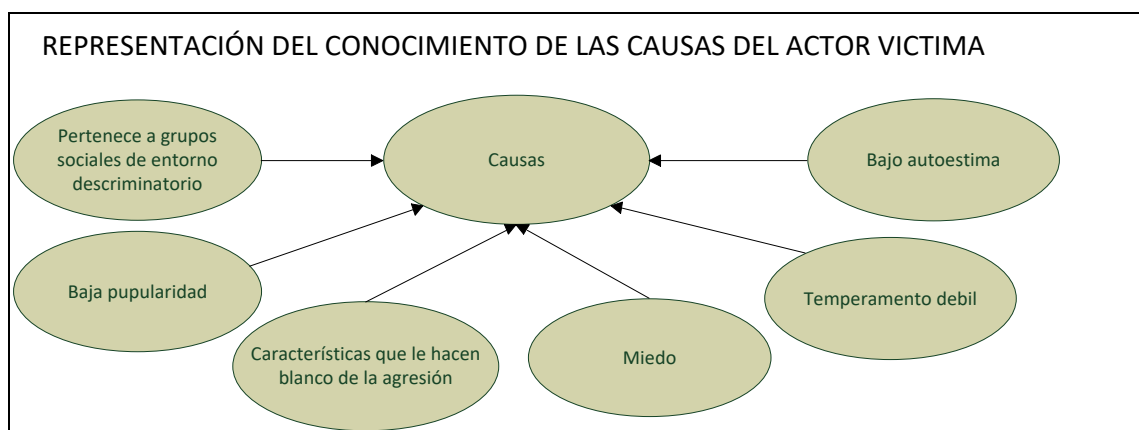 REPRESENTACIÓN DEL CONOCIMIENTO DE LAS CAUSAS DEL ACTOR VICTIMA
Pertenece a grupos
sociales de entorno
descriminatorio
Causas
Bajo autoestima
Baja pupularidad
Temperamento debil
Características que le hacen
blanco de la agresión
Miedo